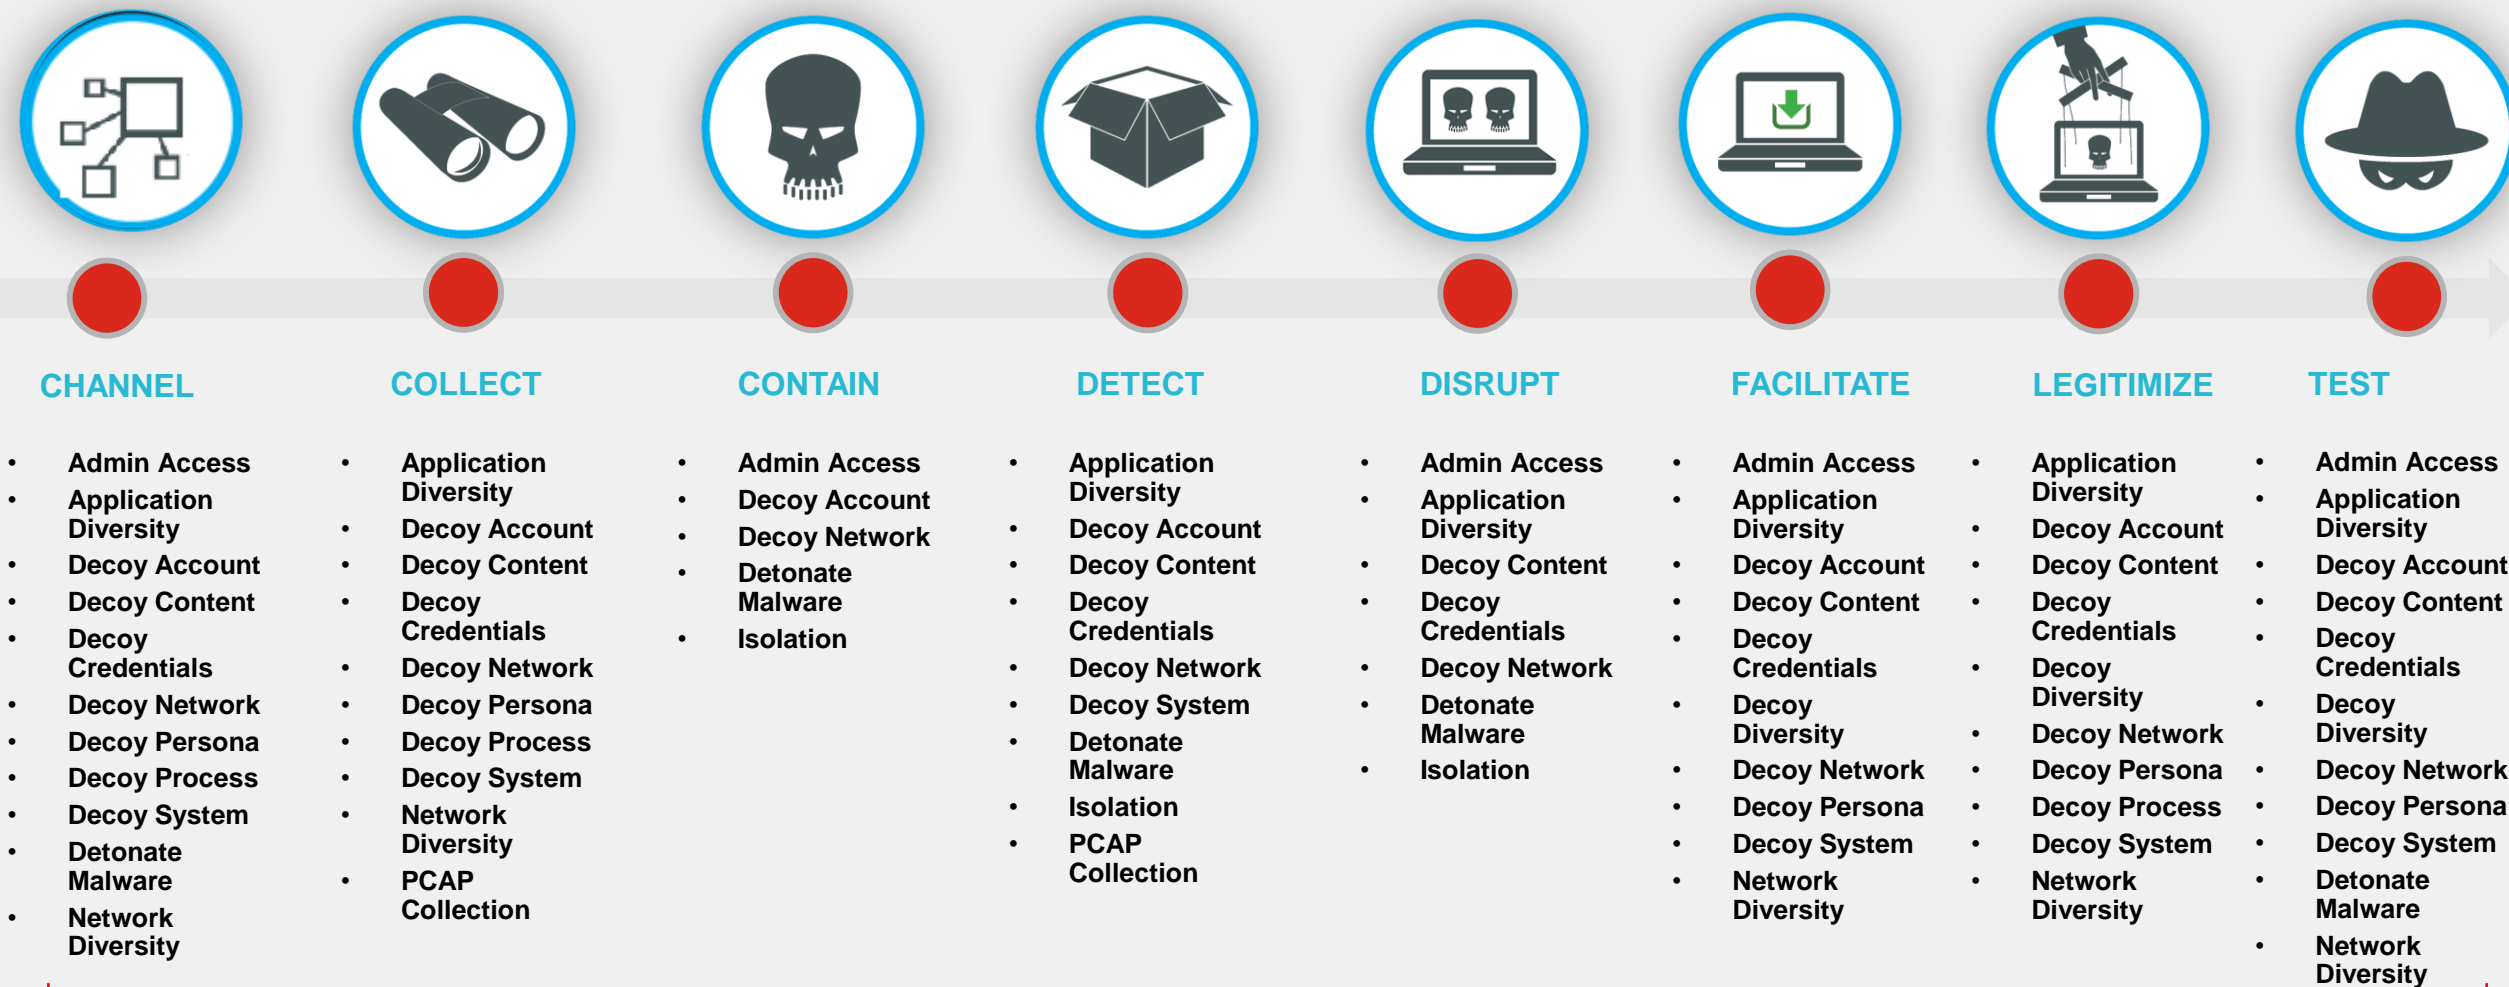 CHANNEL
• Admin Access
• Application
Diversity
• Decoy Account
• Decoy Content
• Decoy
Credentials
• Decoy Network
• Decoy Persona
• Decoy Process
• Decoy System
• Detonate
Malware
• Network
Diversity
COLLECT
• Application
Diversity
• Decoy Account
• Decoy Content
• Decoy
Credentials
• Decoy Network
• Decoy Persona
• Decoy Process
• Decoy System
• Network
Diversity
• PCAP
Collection
CONTAIN
• Admin Access
• Decoy Account
• Decoy Network
• Detonate
Malware
• Isolation
DETECT
• Application
Diversity
• Decoy Account
• Decoy Content
• Decoy
Credentials
• Decoy Network
• Decoy System
• Detonate
Malware
• Isolation
• PCAP
Collection
DISRUPT
• Admin Access
• Application
Diversity
• Decoy Content
• Decoy
Credentials
• Decoy Network
• Detonate
Malware
• Isolation
FACILITATE
• Admin Access
• Application
Diversity
• Decoy Account
• Decoy Content
• Decoy
Credentials
• Decoy
Diversity
• Decoy Network
• Decoy Persona
• Decoy System
• Network
Diversity
LEGITIMIZE
• Application
Diversity
• Decoy Account
• Decoy Content
• Decoy
Credentials
• Decoy
Diversity
• Decoy Network
• Decoy Persona
• Decoy Process
• Decoy System
• Network
Diversity
TEST
• Admin Access
• Application
Diversity
• Decoy Account
• Decoy Content
• Decoy
Credentials
• Decoy
Diversity
• Decoy Network
• Decoy Persona
• Decoy System
• Detonate
Malware
• Network
Diversity